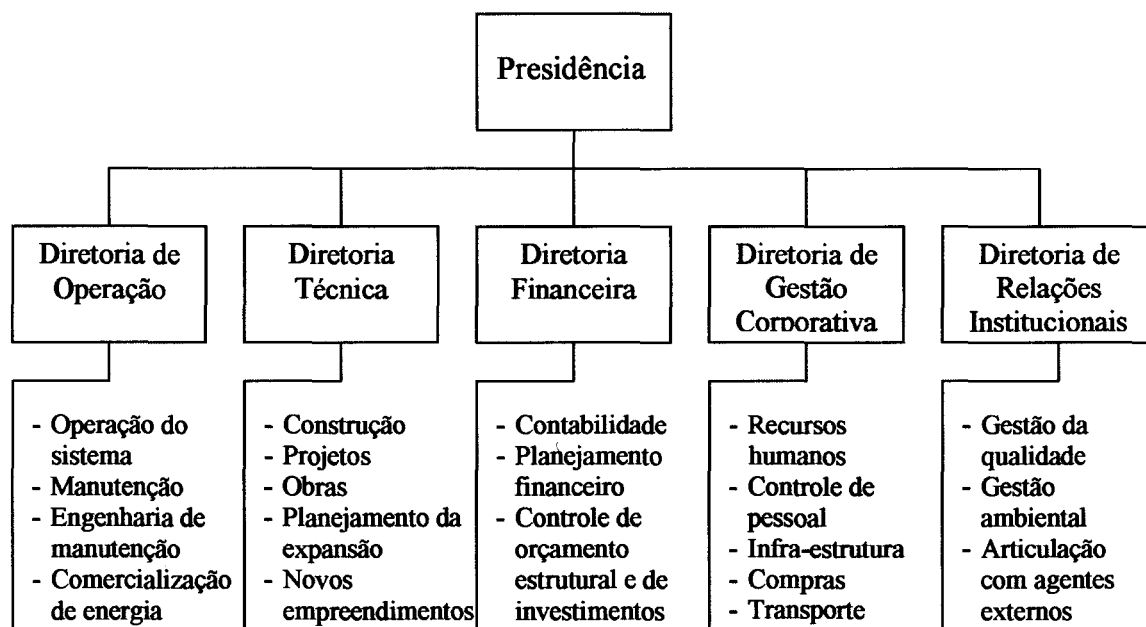 Presidência
Diretoria de
Operação
Diretoria
Técnica
Diretoria
Financeira
Diretoria de
Gestão
Corporativa
Diretoria de
Relações
Institucionais
- Operação do
sistema
- Manutenção
- Engenharia de
manutenção
- Comercialização
de energia
- Construção
- Projetos
- Obras
- Planejamento da
expansão
- Novos
empreendimentos
- Contabilidade
- Planejamento
financeiro
- Controle de
orçamento
estrutural e de
investimentos
- Recursos
humanos
- Controle de
pessoal
- Infra-estrutura
- Compras
- Transporte
- Gestão da
qualidade
- Gestão
ambiental
- Articulação
com agentes
externos